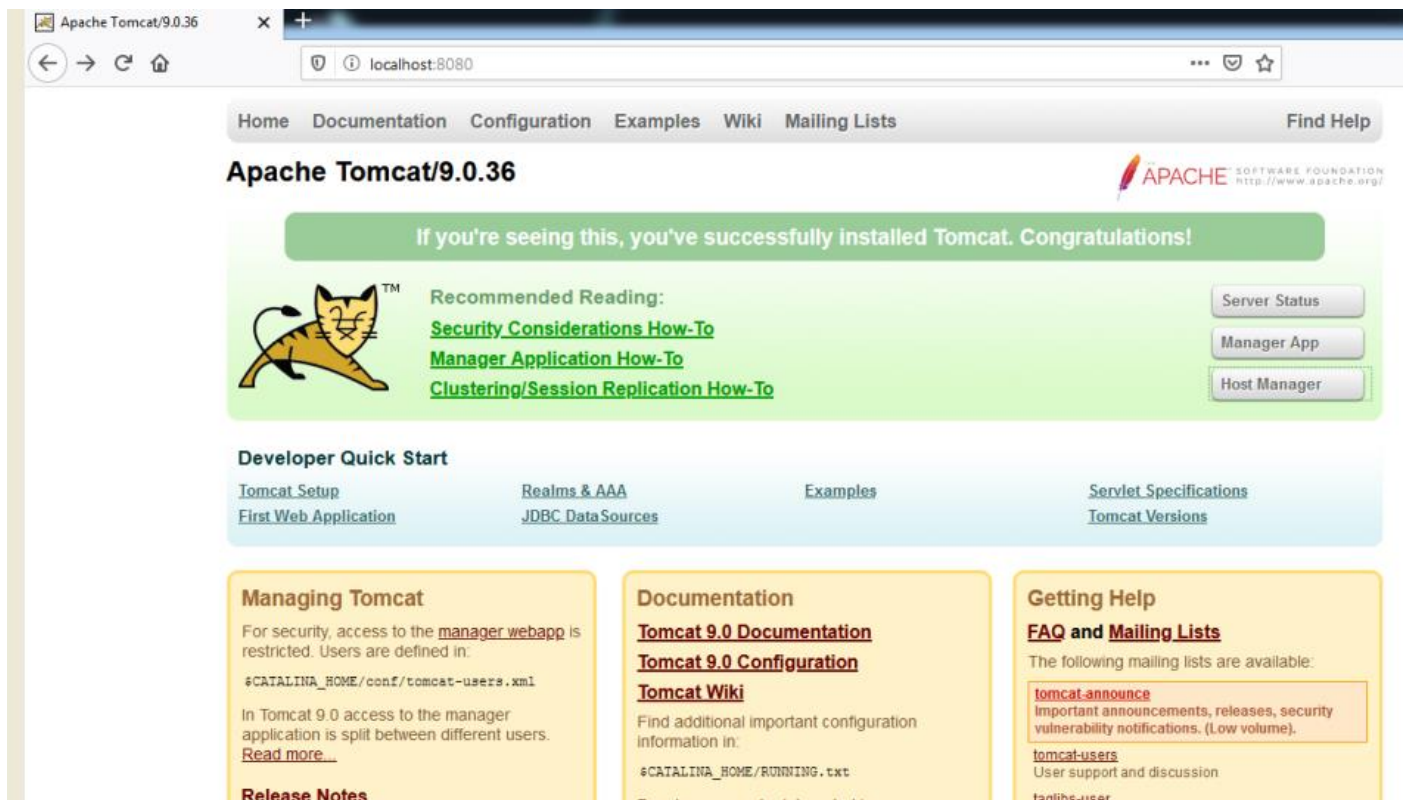 Apache Tomcat/9.0.36
localhost:8080
Home Documentation Configuration Examples Wiki Mailing Lists Find Help
Apache Tomcat/9.0.36
APACHE SOFTWARE FOUNDATION
http://www.apache.org/
If you're seeing this, you've successfully installed Tomcat. Congratulations!
TM
Recommended Reading:
Security Considerations How-To
Manager Application How-To
Clustering/Session Replication How-To
Server Status
Manager App
Host Manager
Developer Quick Start
Tomcat Setup
First Web Application
Realms & AAA
JDBC DataSources
Examples
Servlet Specifications
Tomcat Versions
Managing Tomcat
For security, access to the manager webapp is
restricted. Users are defined in:
$CATALINA_HOME/conf/tomcat-users.xml
In Tomcat 9.0 access to the manager
application is split between different users.
Read more...
Release Notes
Documentation
Tomcat 9.0 Documentation
Tomcat 9.0 Configuration
Tomcat Wiki
Find additional important configuration
information in:
$CATALINA_HOME/RUNNING.txt
Getting Help
FAQ and Mailing Lists
The following mailing lists are available:
tomcat-announce
Important announcements, releases, security
vulnerability notifications. (Low volume).
tomcat-users
User support and discussion
taglibs-user